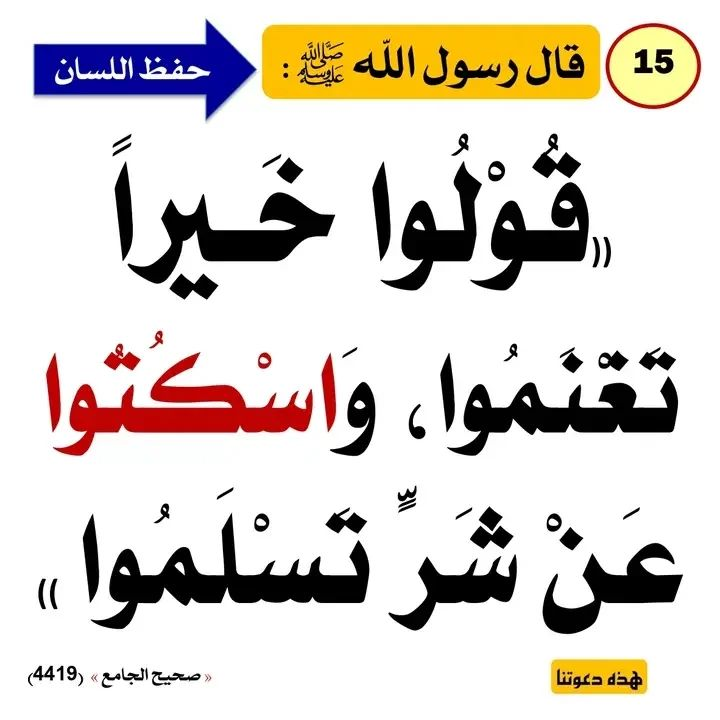 15
قال رسول الله ﷺ :
حفظ اللسان
((قُوْلُوا خَيراً
تَغْنَمُوا، وَاسْكُتُوا
عَنْ شَرٍّ تَسْلَمُوا ))
هذه دعوتنا
« صحيح الجامع » (4419)